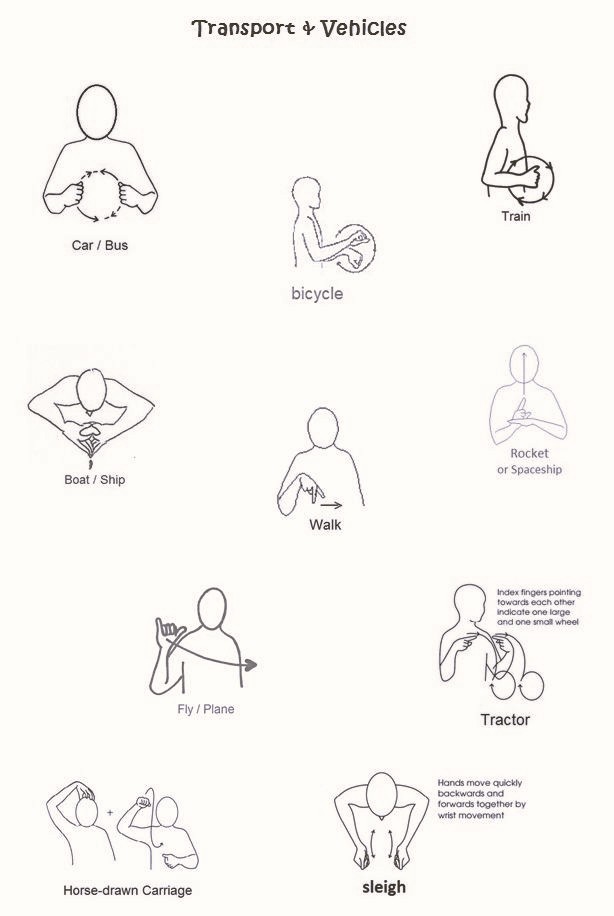 Transport & Vehicles
Car / Bus
bicycle
Train
Boat / Ship
Walk
Rocket
or Spaceship
Fly / Plane
Index fingers pointing
towards each other
indicate one large
and one small wheel
Tractor
+
Horse-drawn Carriage
Hands move quickly
backwards and
forwards together by
wrist movement
sleigh